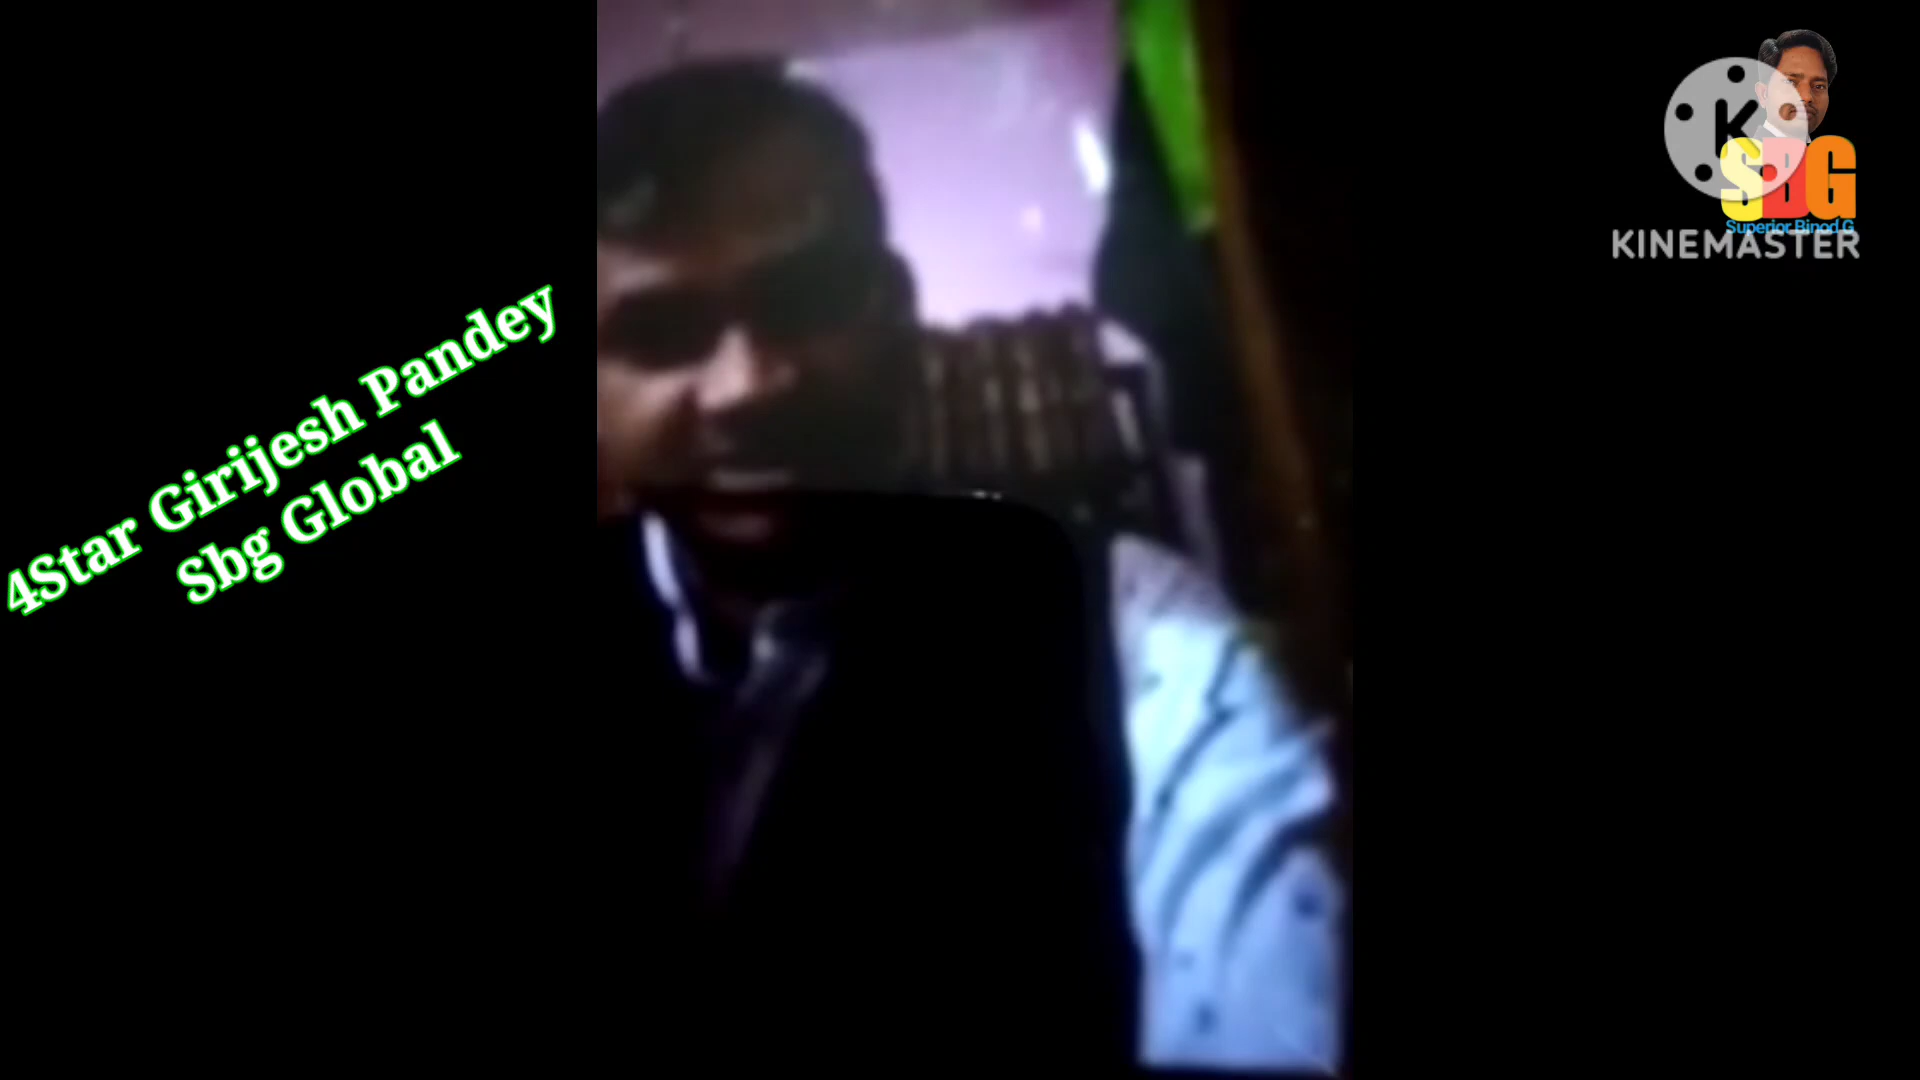 4Star Girijesh Pandey
Sbg Global
K
SBG
Superior Binod G
KINEMASTER